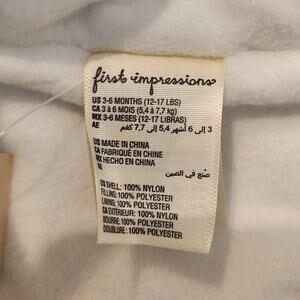 first impressions
US 3-6 MONTHS (12-17 LBS)
CA 3 à 6 MOIS (5,4 à 7,7 kg)
MX 3-6 MESES (12-17 LIBRAS)
AE 3 إلى 6 أشهر 5,4 إلى 7,7 كغم
US MADE IN CHINA
CA FABRIQUÉ EN CHINE
MX HECHO EN CHINA
AE صُنع في الصين
US SHELL: 100% NYLON
FILLING: 100% POLYESTER
LINING: 100% POLYESTER
CA EXTÉRIEUR: 100% NYLON
BOURRE: 100% POLYESTER
DOUBLURE: 100% POLYESTER